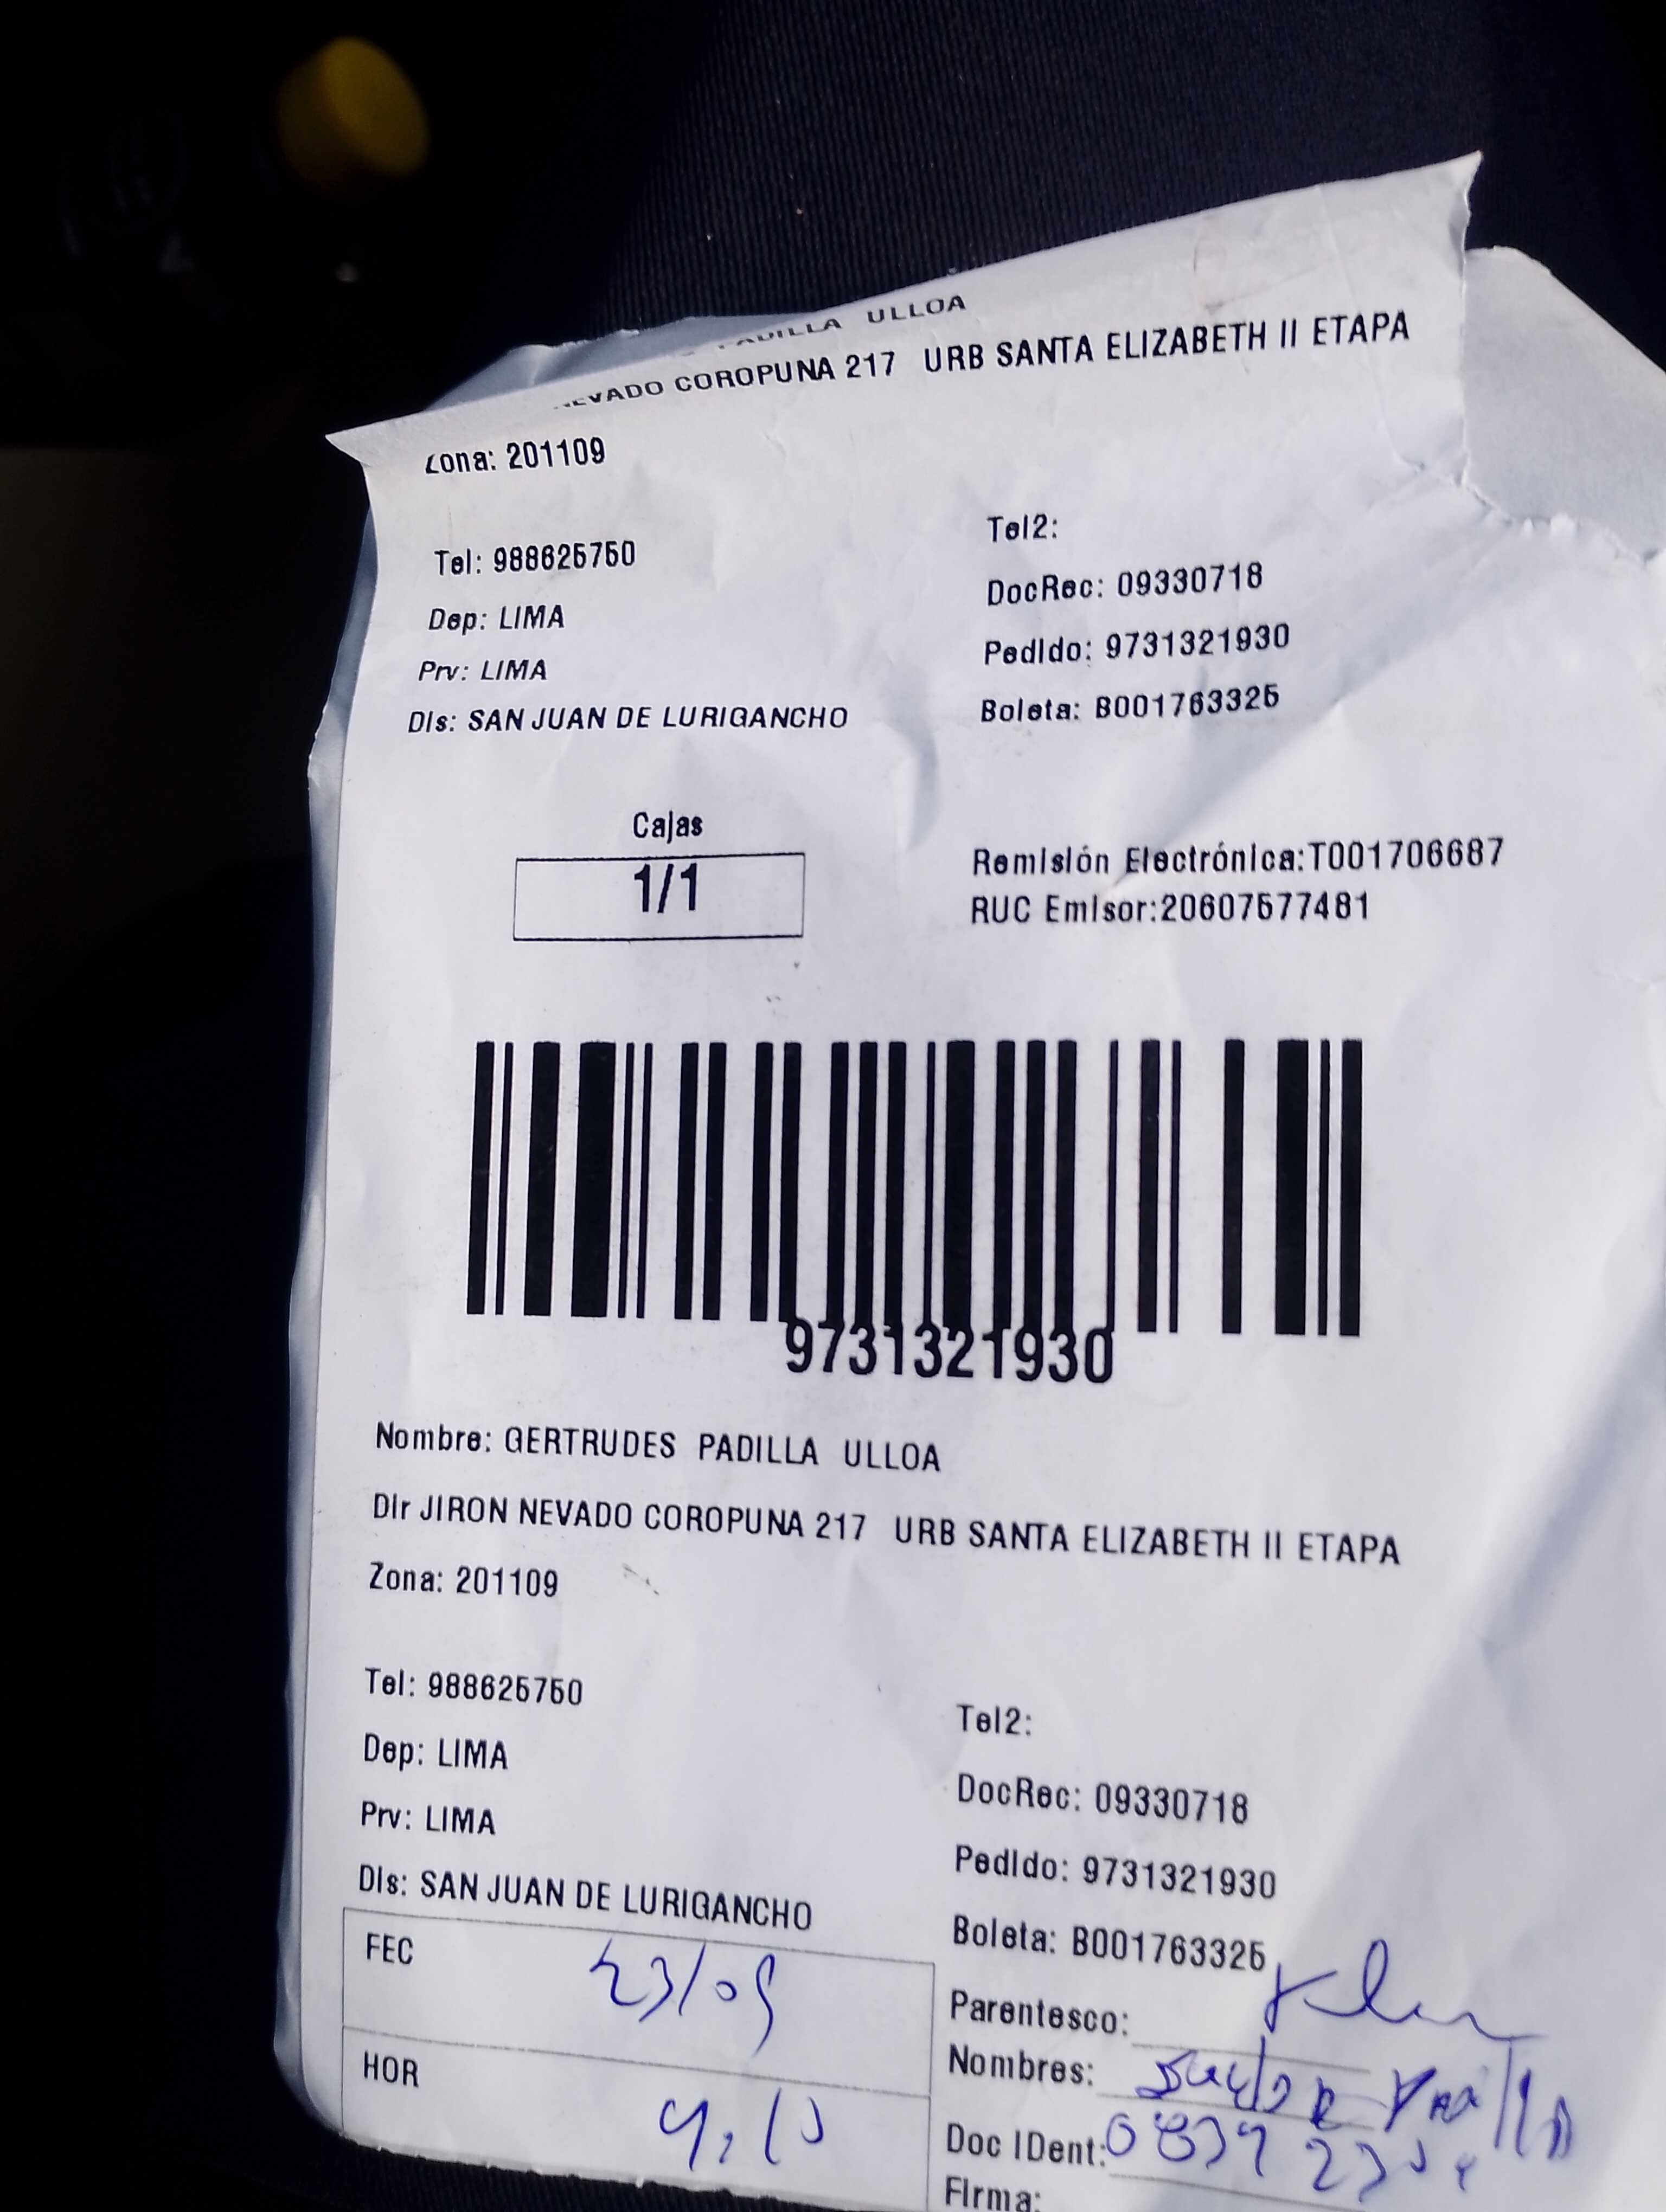 PADILLA ULLOA
NEVADO COROPUNA 217 URB SANTA ELIZABETH II ETAPA
Zona: 201109
Tel: 988625750
Tel2:
Dep: LIMA
DocRec: 09330718
Prv: LIMA
Pedido: 9731321930
Dis: SAN JUAN DE LURIGANCHO
Boleta: B001763325
Cajas
1/1
Remisión Electrónica:T001706687
RUC Emisor:20607577481
9731321930
Nombre: GERTRUDES PADILLA ULLOA
Dir JIRON NEVADO COROPUNA 217 URB SANTA ELIZABETH II ETAPA
Zona: 201109
Tel: 988625750
Tel2:
Dep: LIMA
DocRec: 09330718
Prv: LIMA
Pedido: 9731321930
Dis: SAN JUAN DE LURIGANCHO
Boleta: B001763325
FEC 23/09
HOR
Parentesco:
Nombres:
Doc IDent:
Firma: